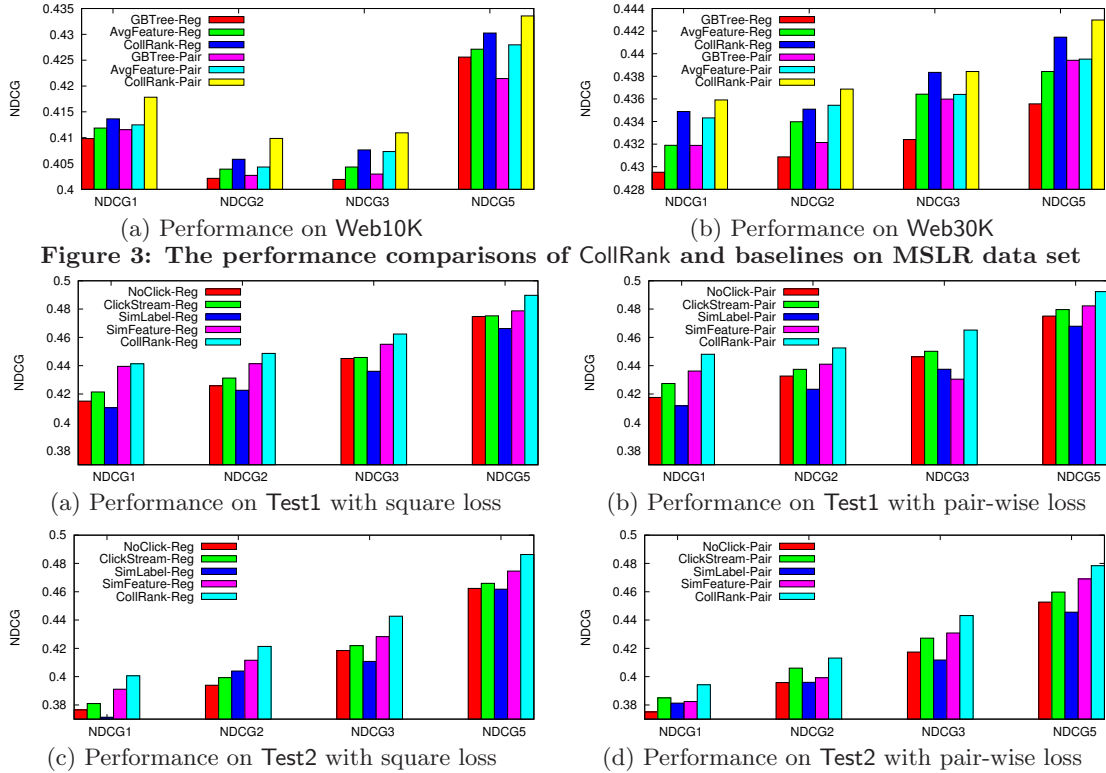 0.435
0.43
0.425
0.42
0.415
0.41
0.405
0.4
NDCG
GBTree-Reg
AvgFeature-Reg
CollRank-Reg
GBTree-Pair
AvgFeature-Pair
CollRank-Pair
NDCG1 NDCG2 NDCG3 NDCG5
(a) Performance on Web10K
0.444
0.442
0.44
0.438
0.436
0.434
0.432
0.43
0.428
NDCG
GBTree-Reg
AvgFeature-Reg
CollRank-Reg
GBTree-Pair
AvgFeature-Pair
CollRank-Pair
NDCG1 NDCG2 NDCG3 NDCG5
(b) Performance on Web30K
Figure 3: The performance comparisons of CollRank and baselines on MSLR data set
0.5
0.48
0.46
0.44
0.42
0.4
0.38
NDCG
NoClick-Reg
ClickStream-Reg
SimLabel-Reg
SimFeature-Reg
CollRank-Reg
NDCG1 NDCG2 NDCG3 NDCG5
(a) Performance on Test1 with square loss
0.5
0.48
0.46
0.44
0.42
0.4
0.38
NDCG
NoClick-Pair
ClickStream-Pair
SimLabel-Pair
SimFeature-Pair
CollRank-Pair
NDCG1 NDCG2 NDCG3 NDCG5
(b) Performance on Test1 with pair-wise loss
0.5
0.48
0.46
0.44
0.42
0.4
0.38
NDCG
NoClick-Reg
ClickStream-Reg
SimLabel-Reg
SimFeature-Reg
CollRank-Reg
NDCG1 NDCG2 NDCG3 NDCG5
(c) Performance on Test2 with square loss
0.5
0.48
0.46
0.44
0.42
0.4
0.38
NDCG
NoClick-Pair
ClickStream-Pair
SimLabel-Pair
SimFeature-Pair
CollRank-Pair
NDCG1 NDCG2 NDCG3 NDCG5
(d) Performance on Test2 with pair-wise loss